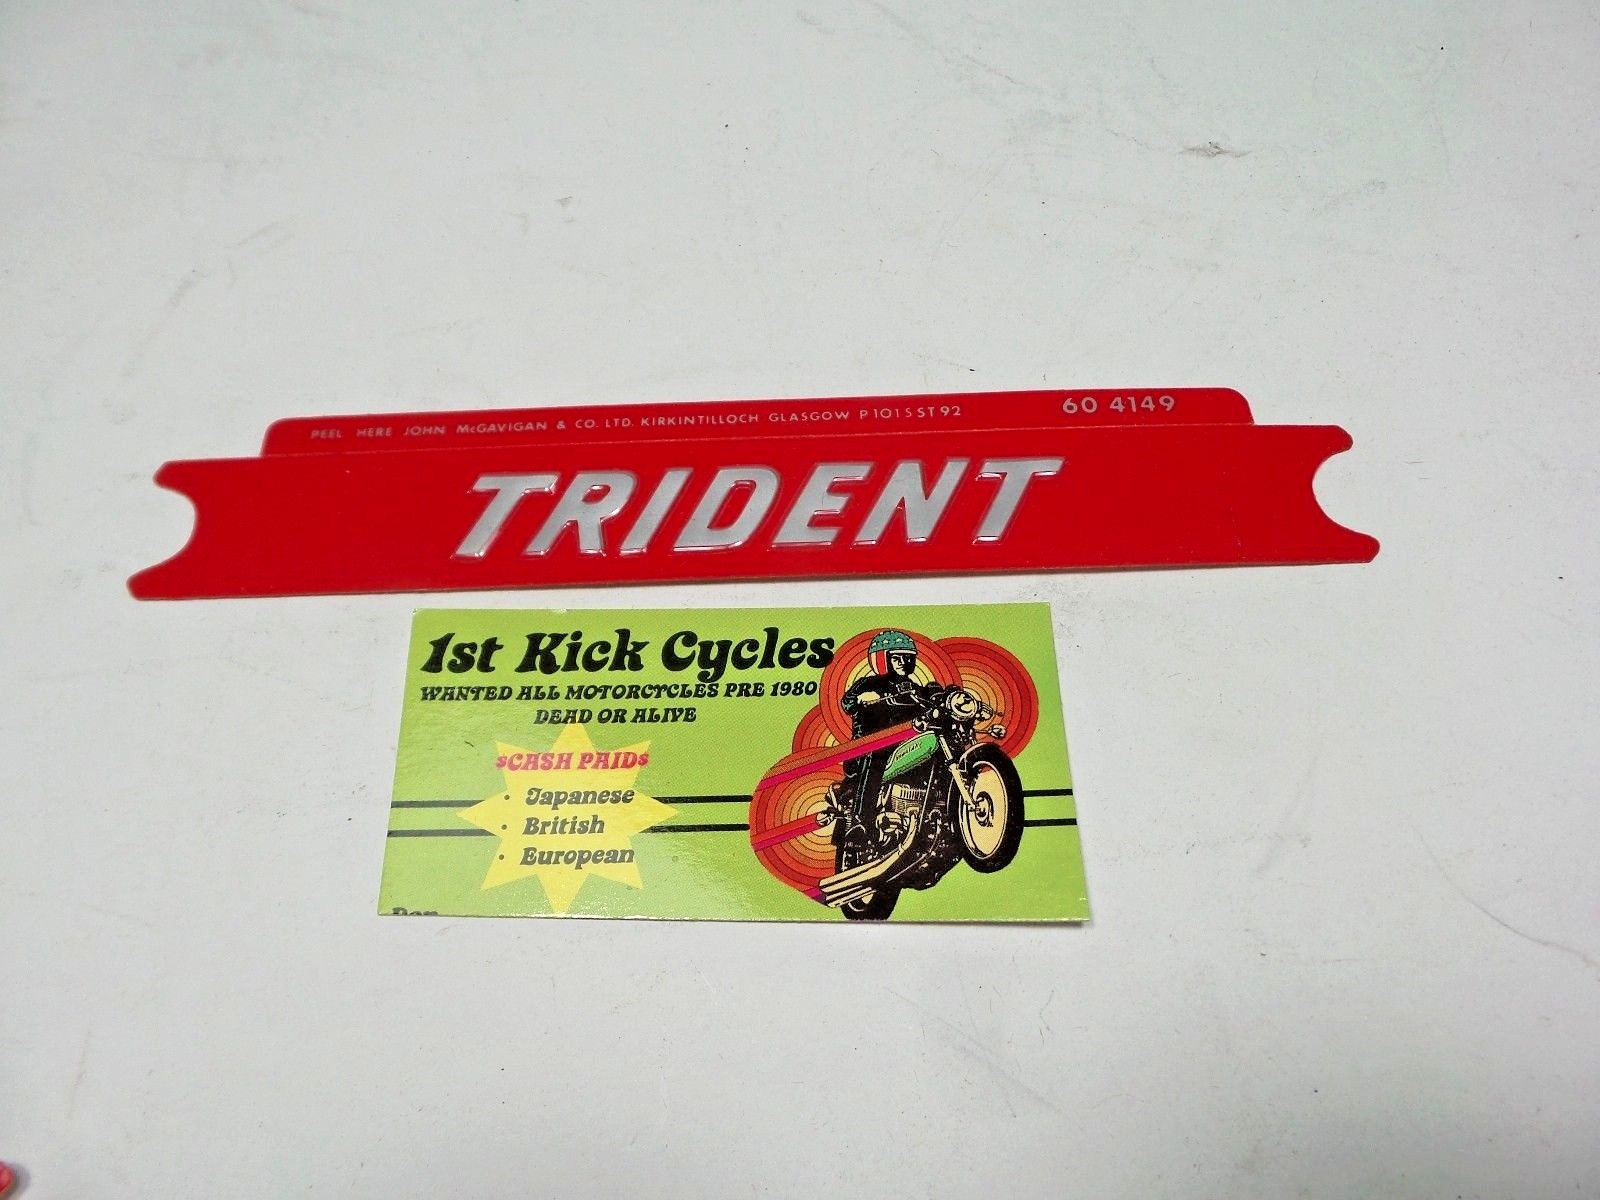 PEEL HERE JOHN McGAVIGAN & CO. LTD. KIRKINTILLOCH GLASGOW P101SST92 60 4149
TRIDENT
1st Kick Cycles
WANTED ALL MOTORCYCLES PRE 1980
DEAD OR ALIVE
$CASH PAID$
• Japanese
• British
• European